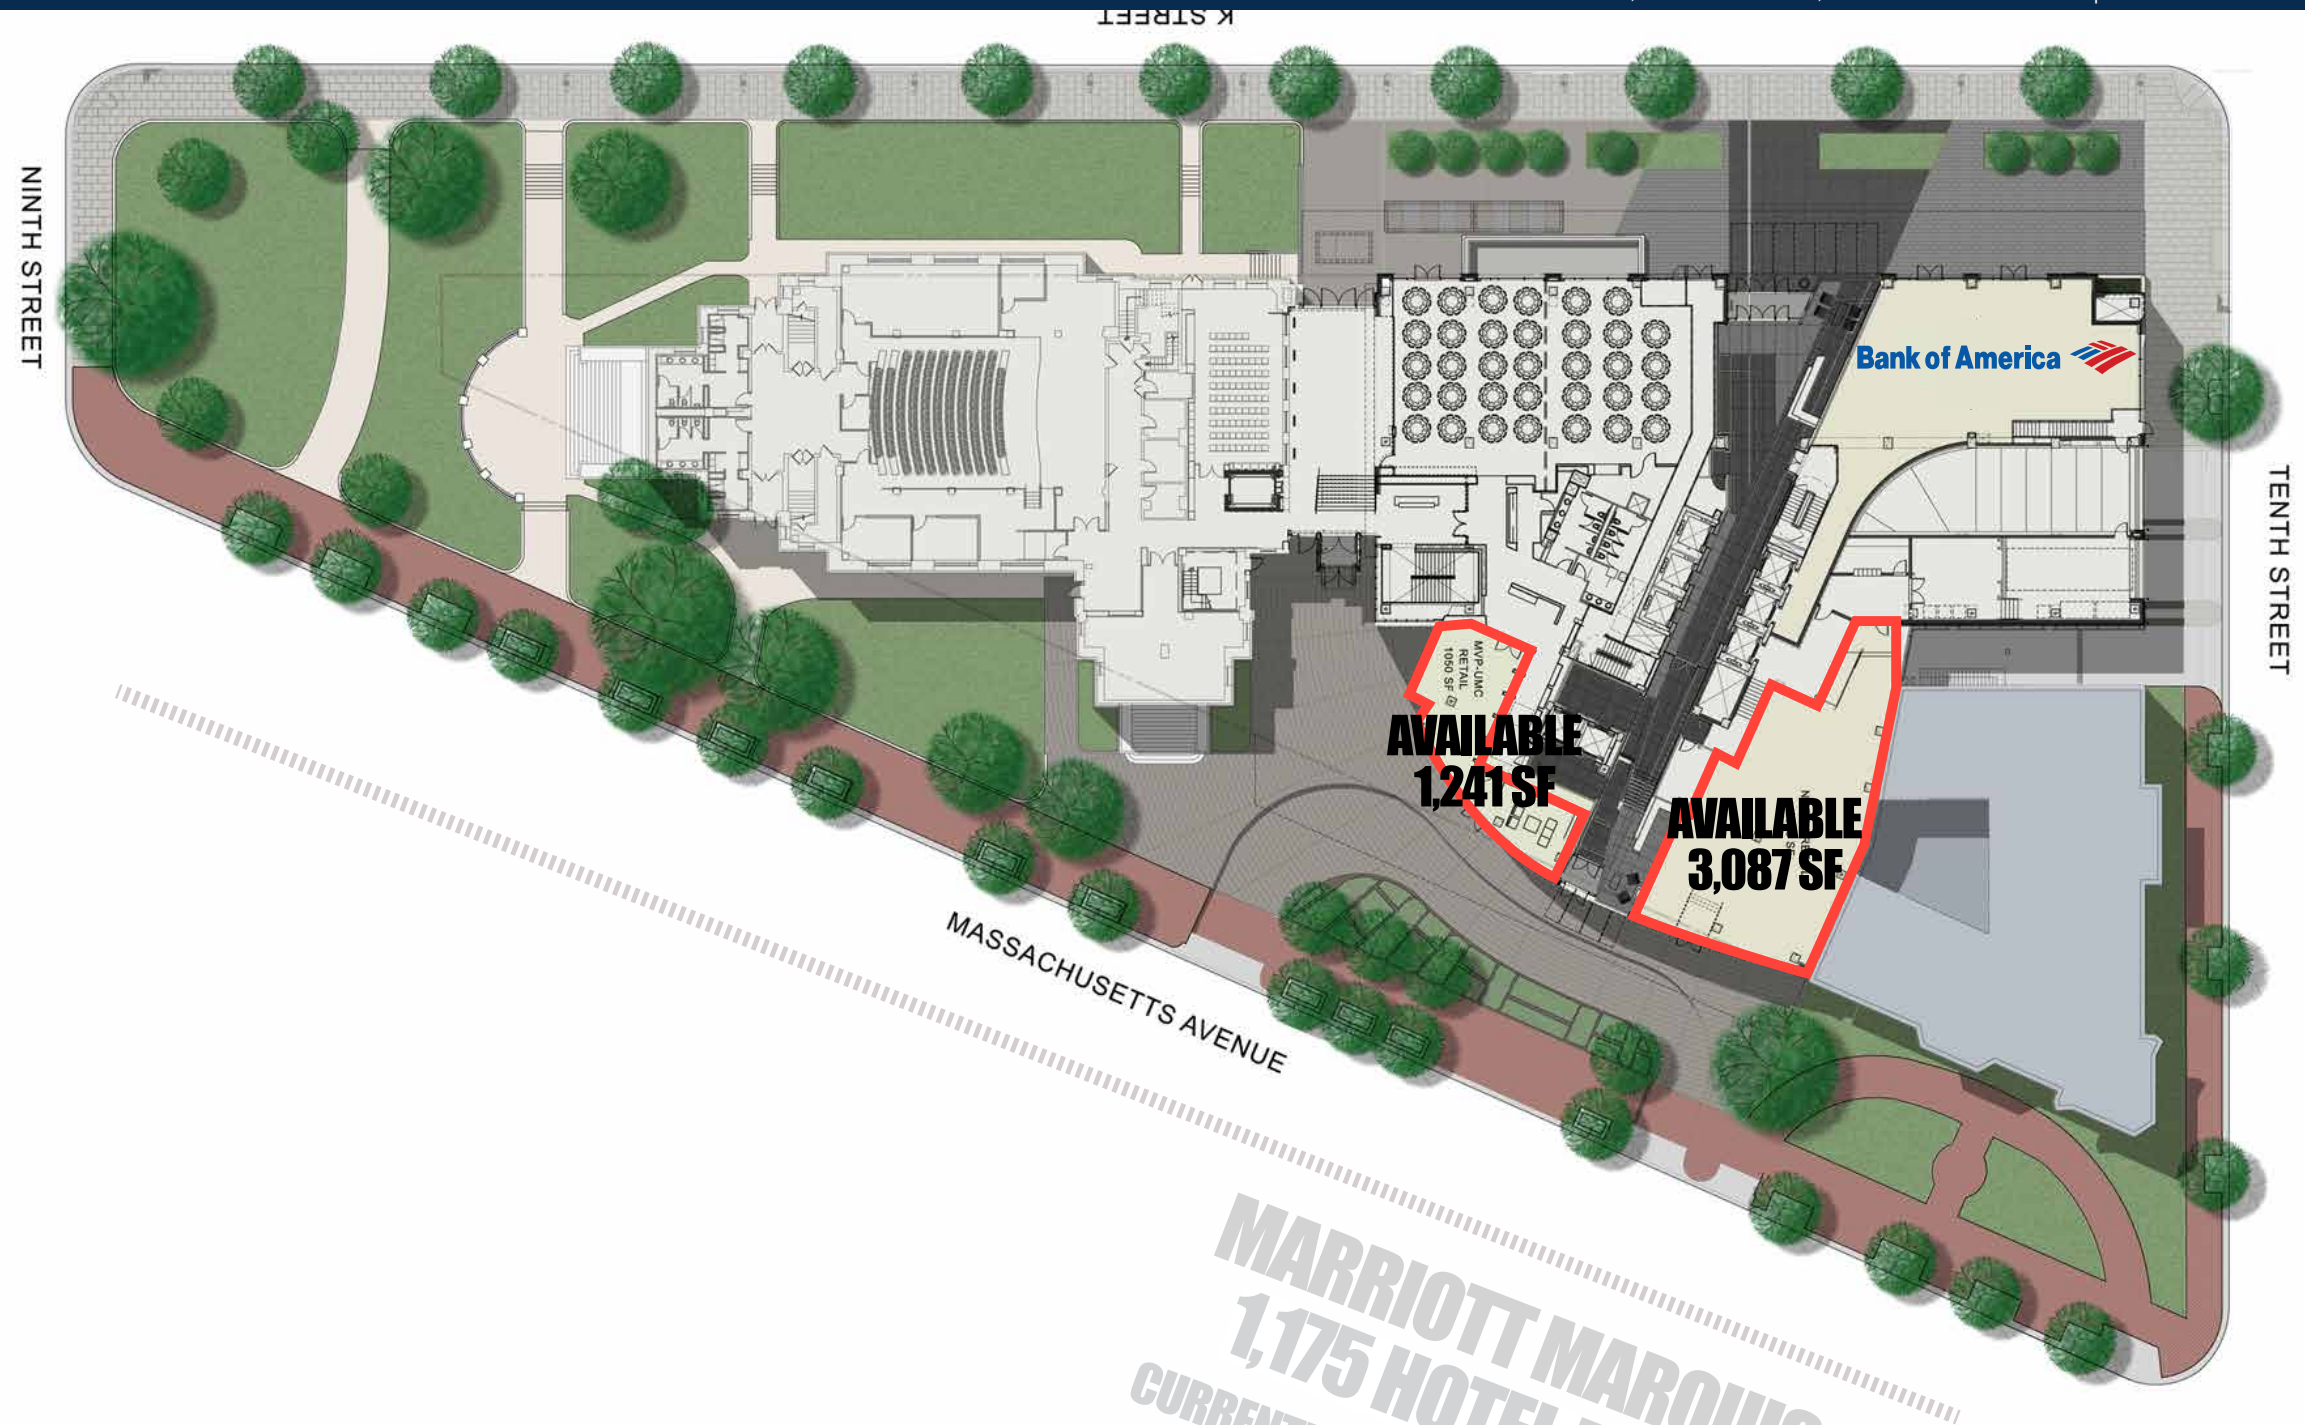 K STREET
NINTH STREET
Bank of America
TENTH STREET
MVP-UMC
RETAIL
1050 SF
AVAILABLE
1,241 SF
AVAILABLE
3,087 SF
MASSACHUSETTS AVENUE
MARRIOTT MARQUIS
1,175 HOTEL